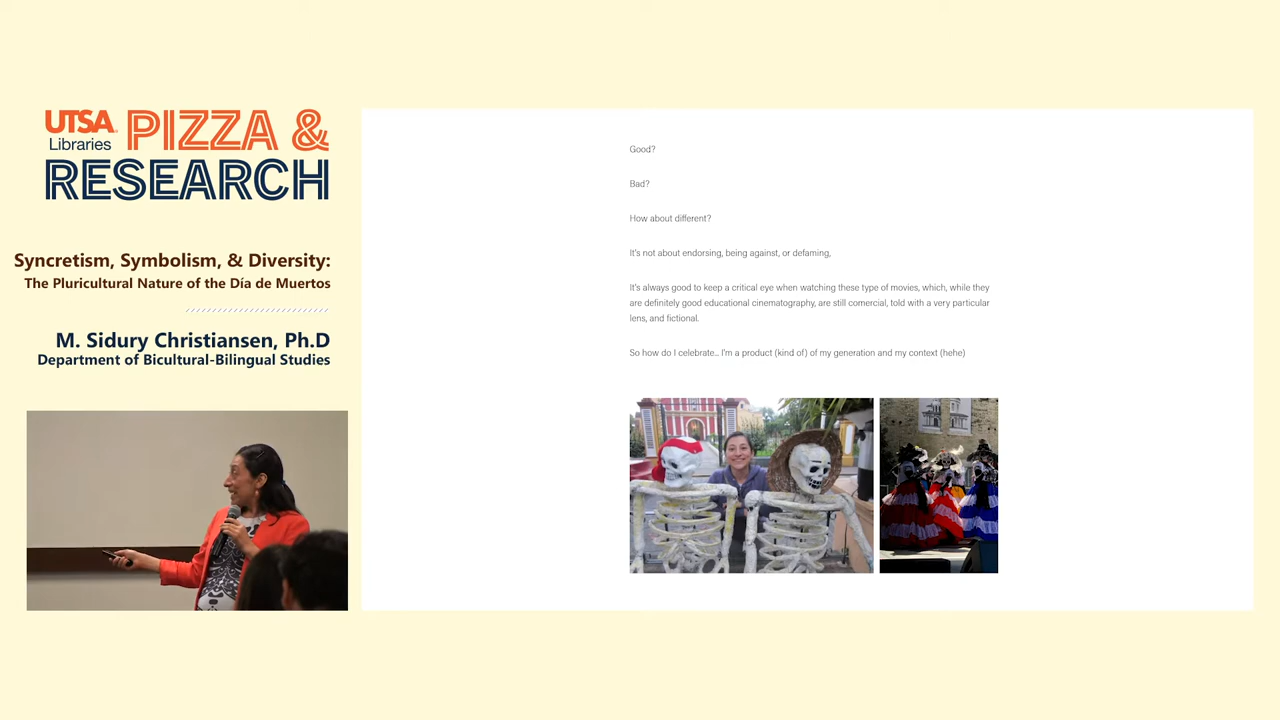 UTSA PIZZA &
Libraries
RESEARCH
Syncretism, Symbolism, & Diversity:
The Pluricultural Nature of the Día de Muertos
M. Sidury Christiansen, Ph.D
Department of Bicultural-Bilingual Studies
Good?
Bad?
How about different?
It's not about endorsing, being against, or defaming,
It's always good to keep a critical eye when watching these type of movies, which, while they
are definitely good educational cinematography, are still comercial, told with a very particular
lens, and fictional.
So how do I celebrate... I'm a product (kind of) of my generation and my context (hehe)